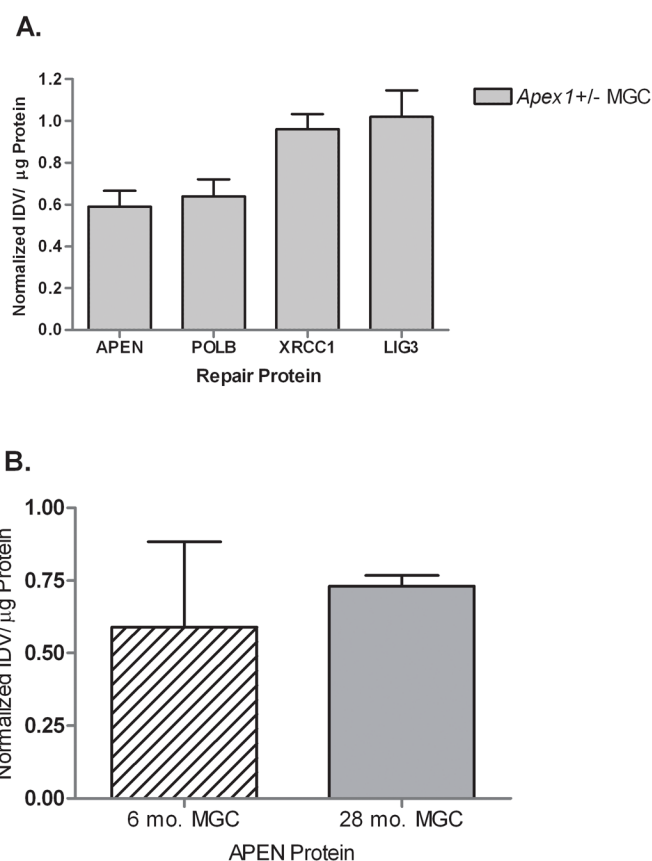 A.
Normalized IDV/ μg Protein
1.2
1.0
0.8
0.6
0.4
0.2
0.0
APEN POLB XRCC1 LIG3
Repair Protein
Apex1+/- MGC
B.
Normalized IDV/ μg Protein
1.00
0.75
0.50
0.25
0.00
6 mo. MGC 28 mo. MGC
APEN Protein